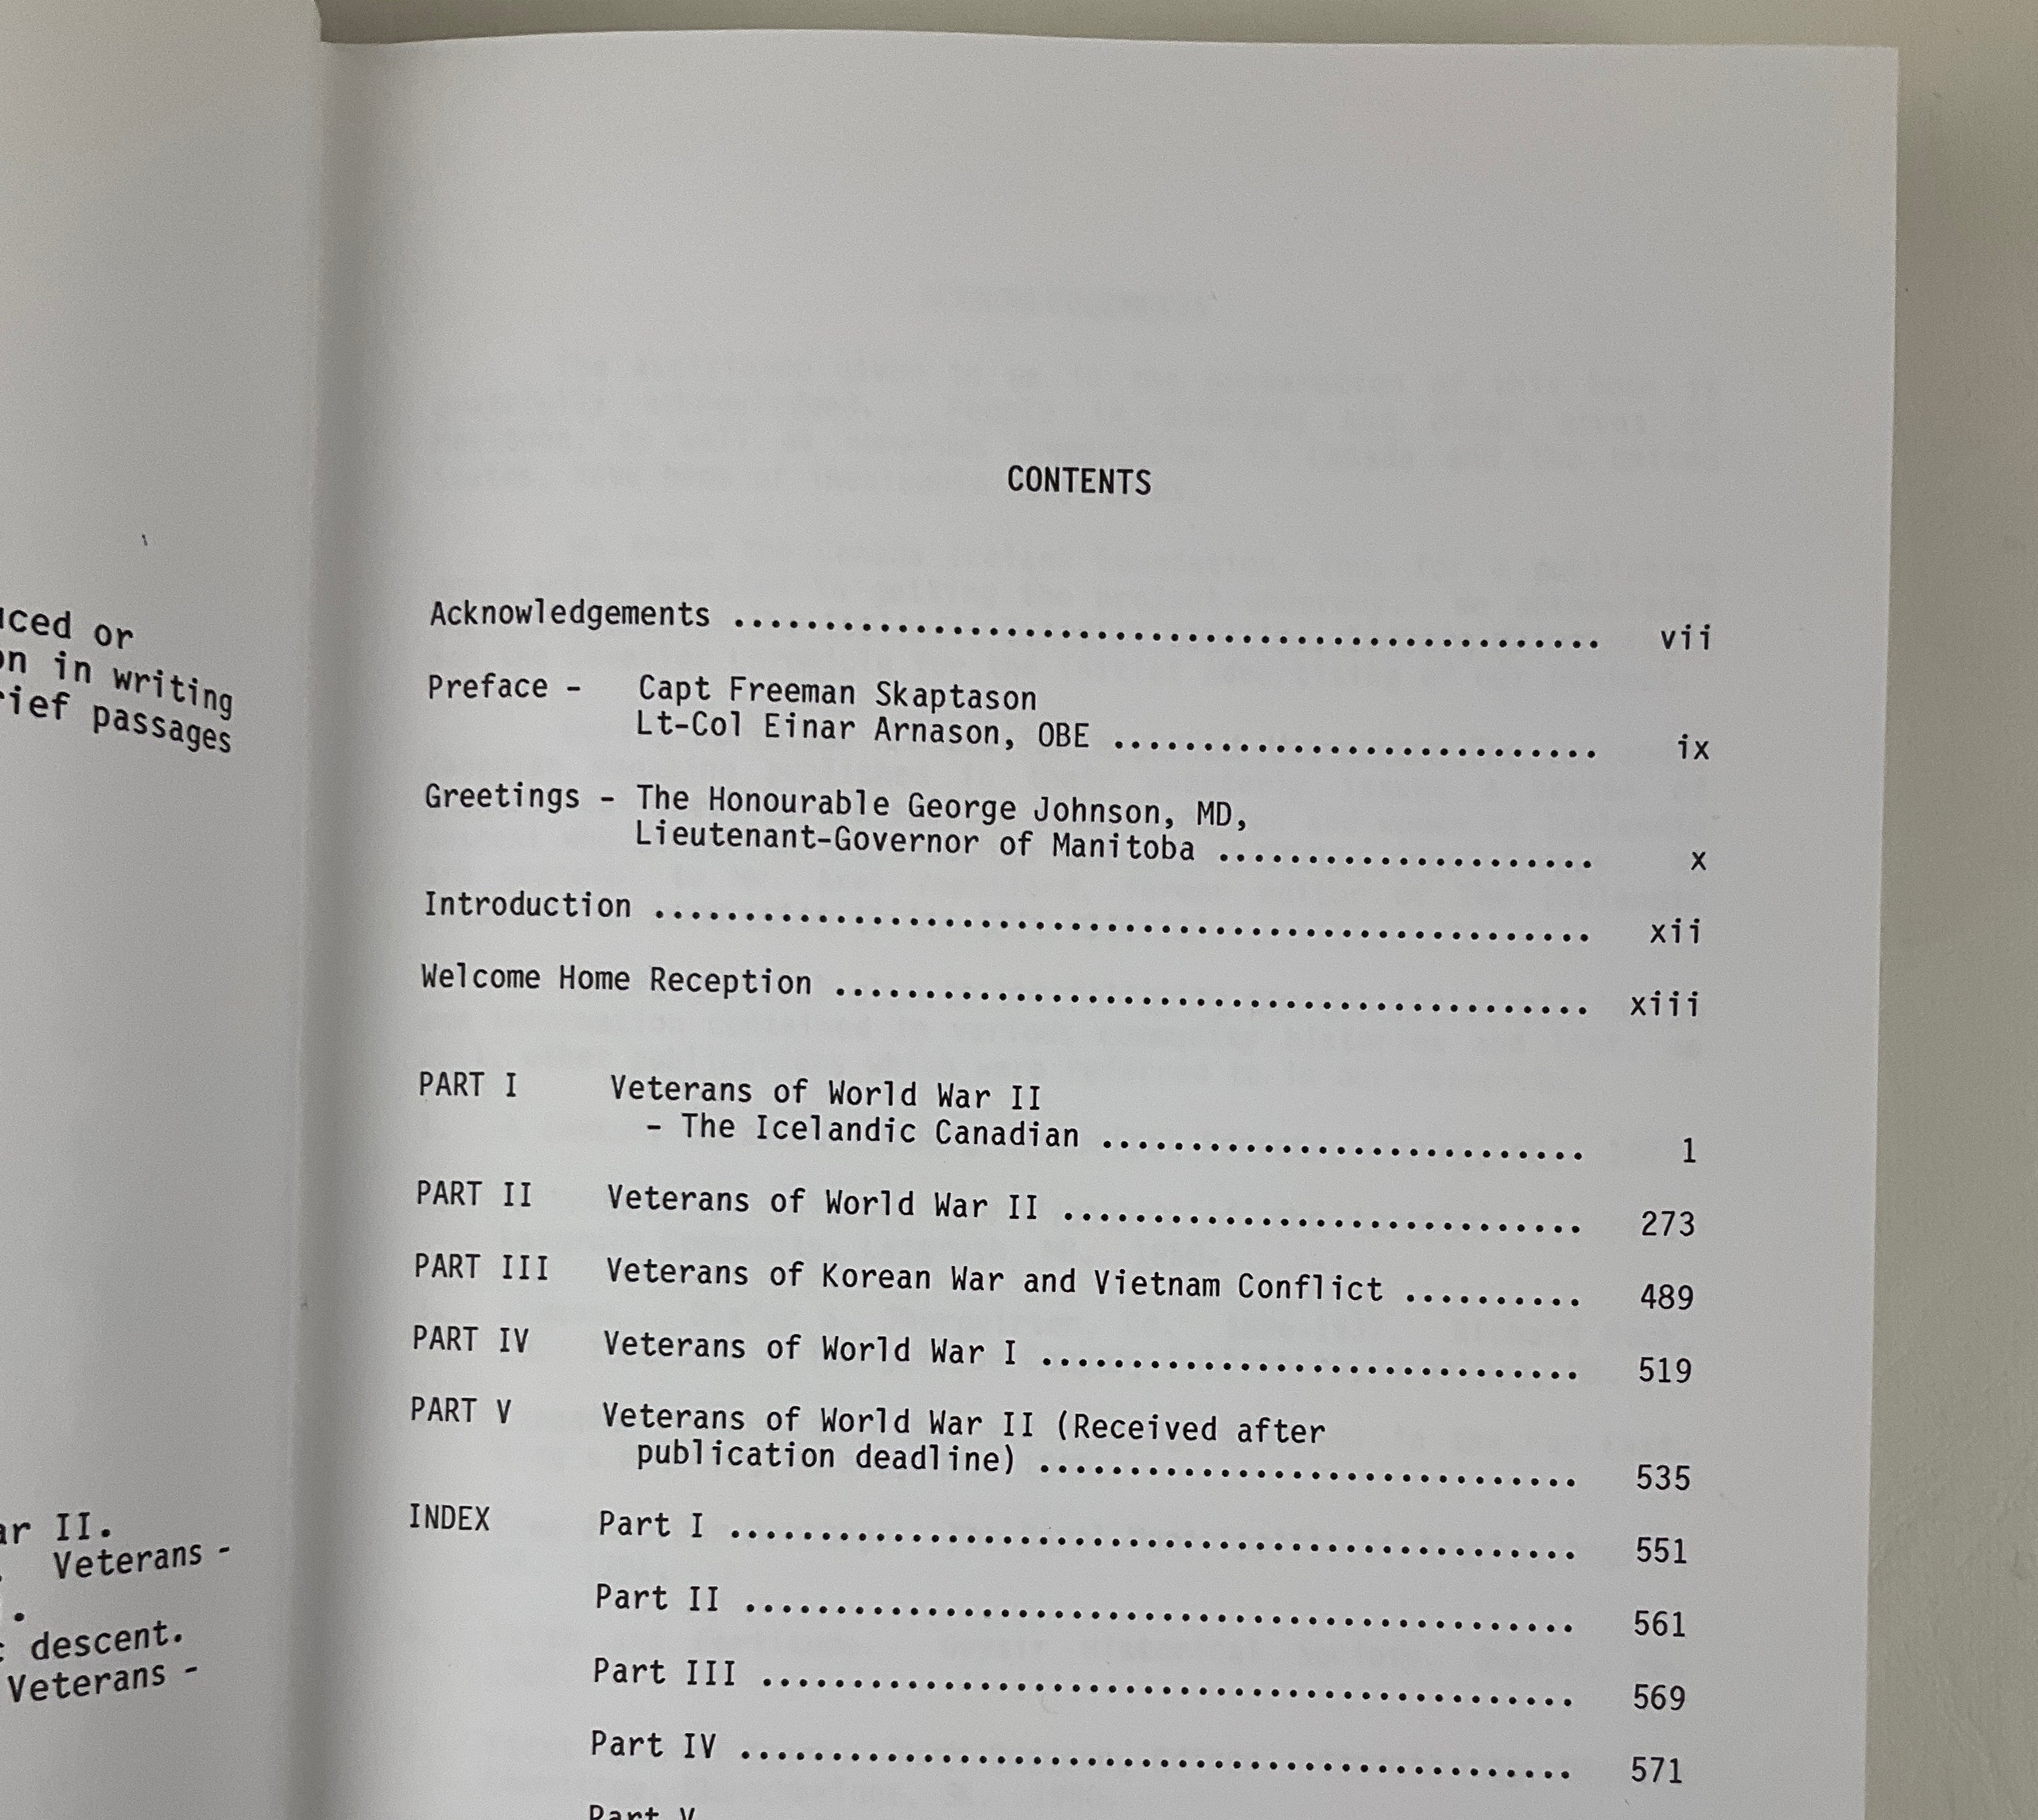 or
in writing
passages
II.
Veterans -
descent.
Veterans -
CONTENTS
Acknowledgements ................................................ vii
Preface - Capt Freeman Skaptason
Lt-Col Einar Arnason, OBE ........................... ix
Greetings - The Honourable George Johnson, MD,
Lieutenant-Governor of Manitoba ..................... x
Introduction .................................................... xii
Welcome Home Reception .......................................... xiii
PART I Veterans of World War II
- The Icelandic Canadian ........................... 1
PART II Veterans of World War II ............................. 273
PART III Veterans of Korean War and Vietnam Conflict .......... 489
PART IV Veterans of World War I .............................. 519
PART V Veterans of World War II (Received after
publication deadline) .............................. 535
INDEX Part I ............................................... 551
Part II .............................................. 561
Part III ............................................. 569
Part IV .............................................. 571
Part V